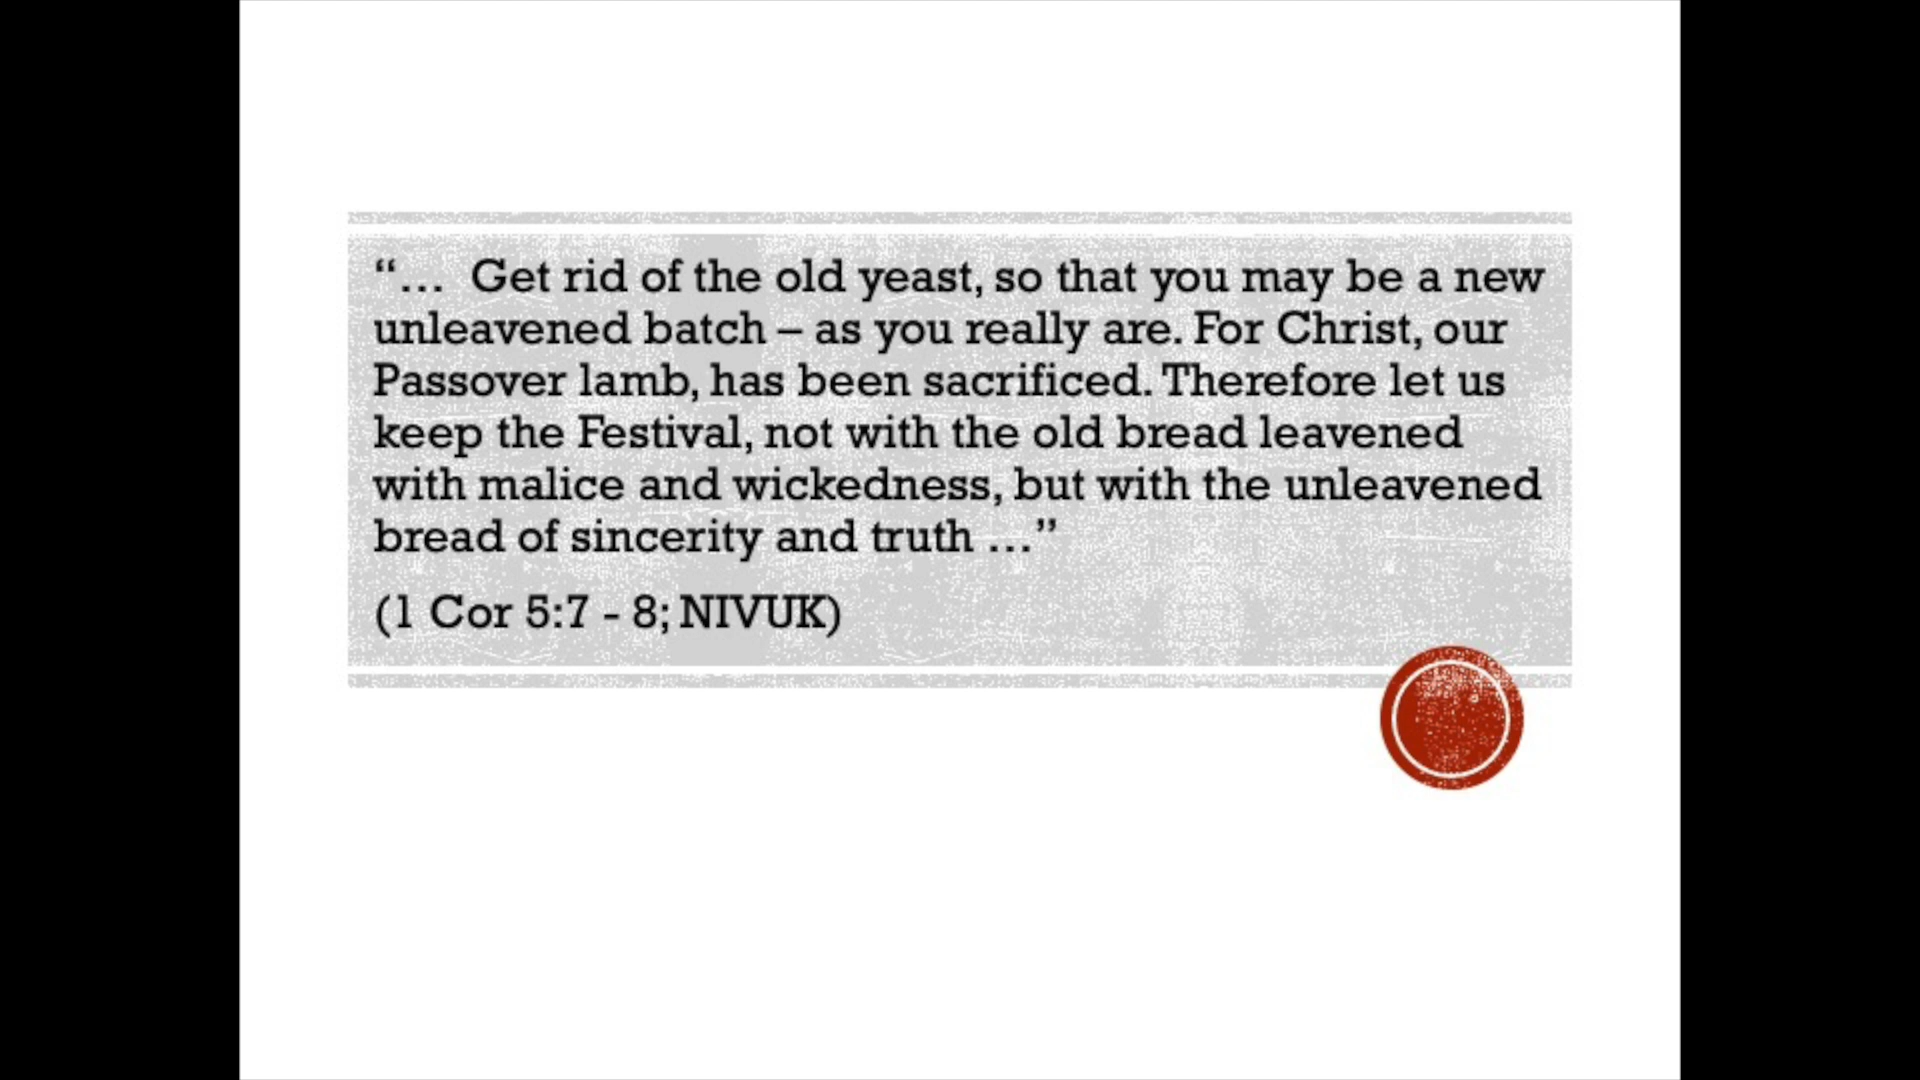 “… Get rid of the old yeast, so that you may be a new
unleavened batch – as you really are. For Christ, our
Passover lamb, has been sacrificed. Therefore let us
keep the Festival, not with the old bread leavened
with malice and wickedness, but with the unleavened
bread of sincerity and truth …”
(1 Cor 5:7 - 8; NIVUK)